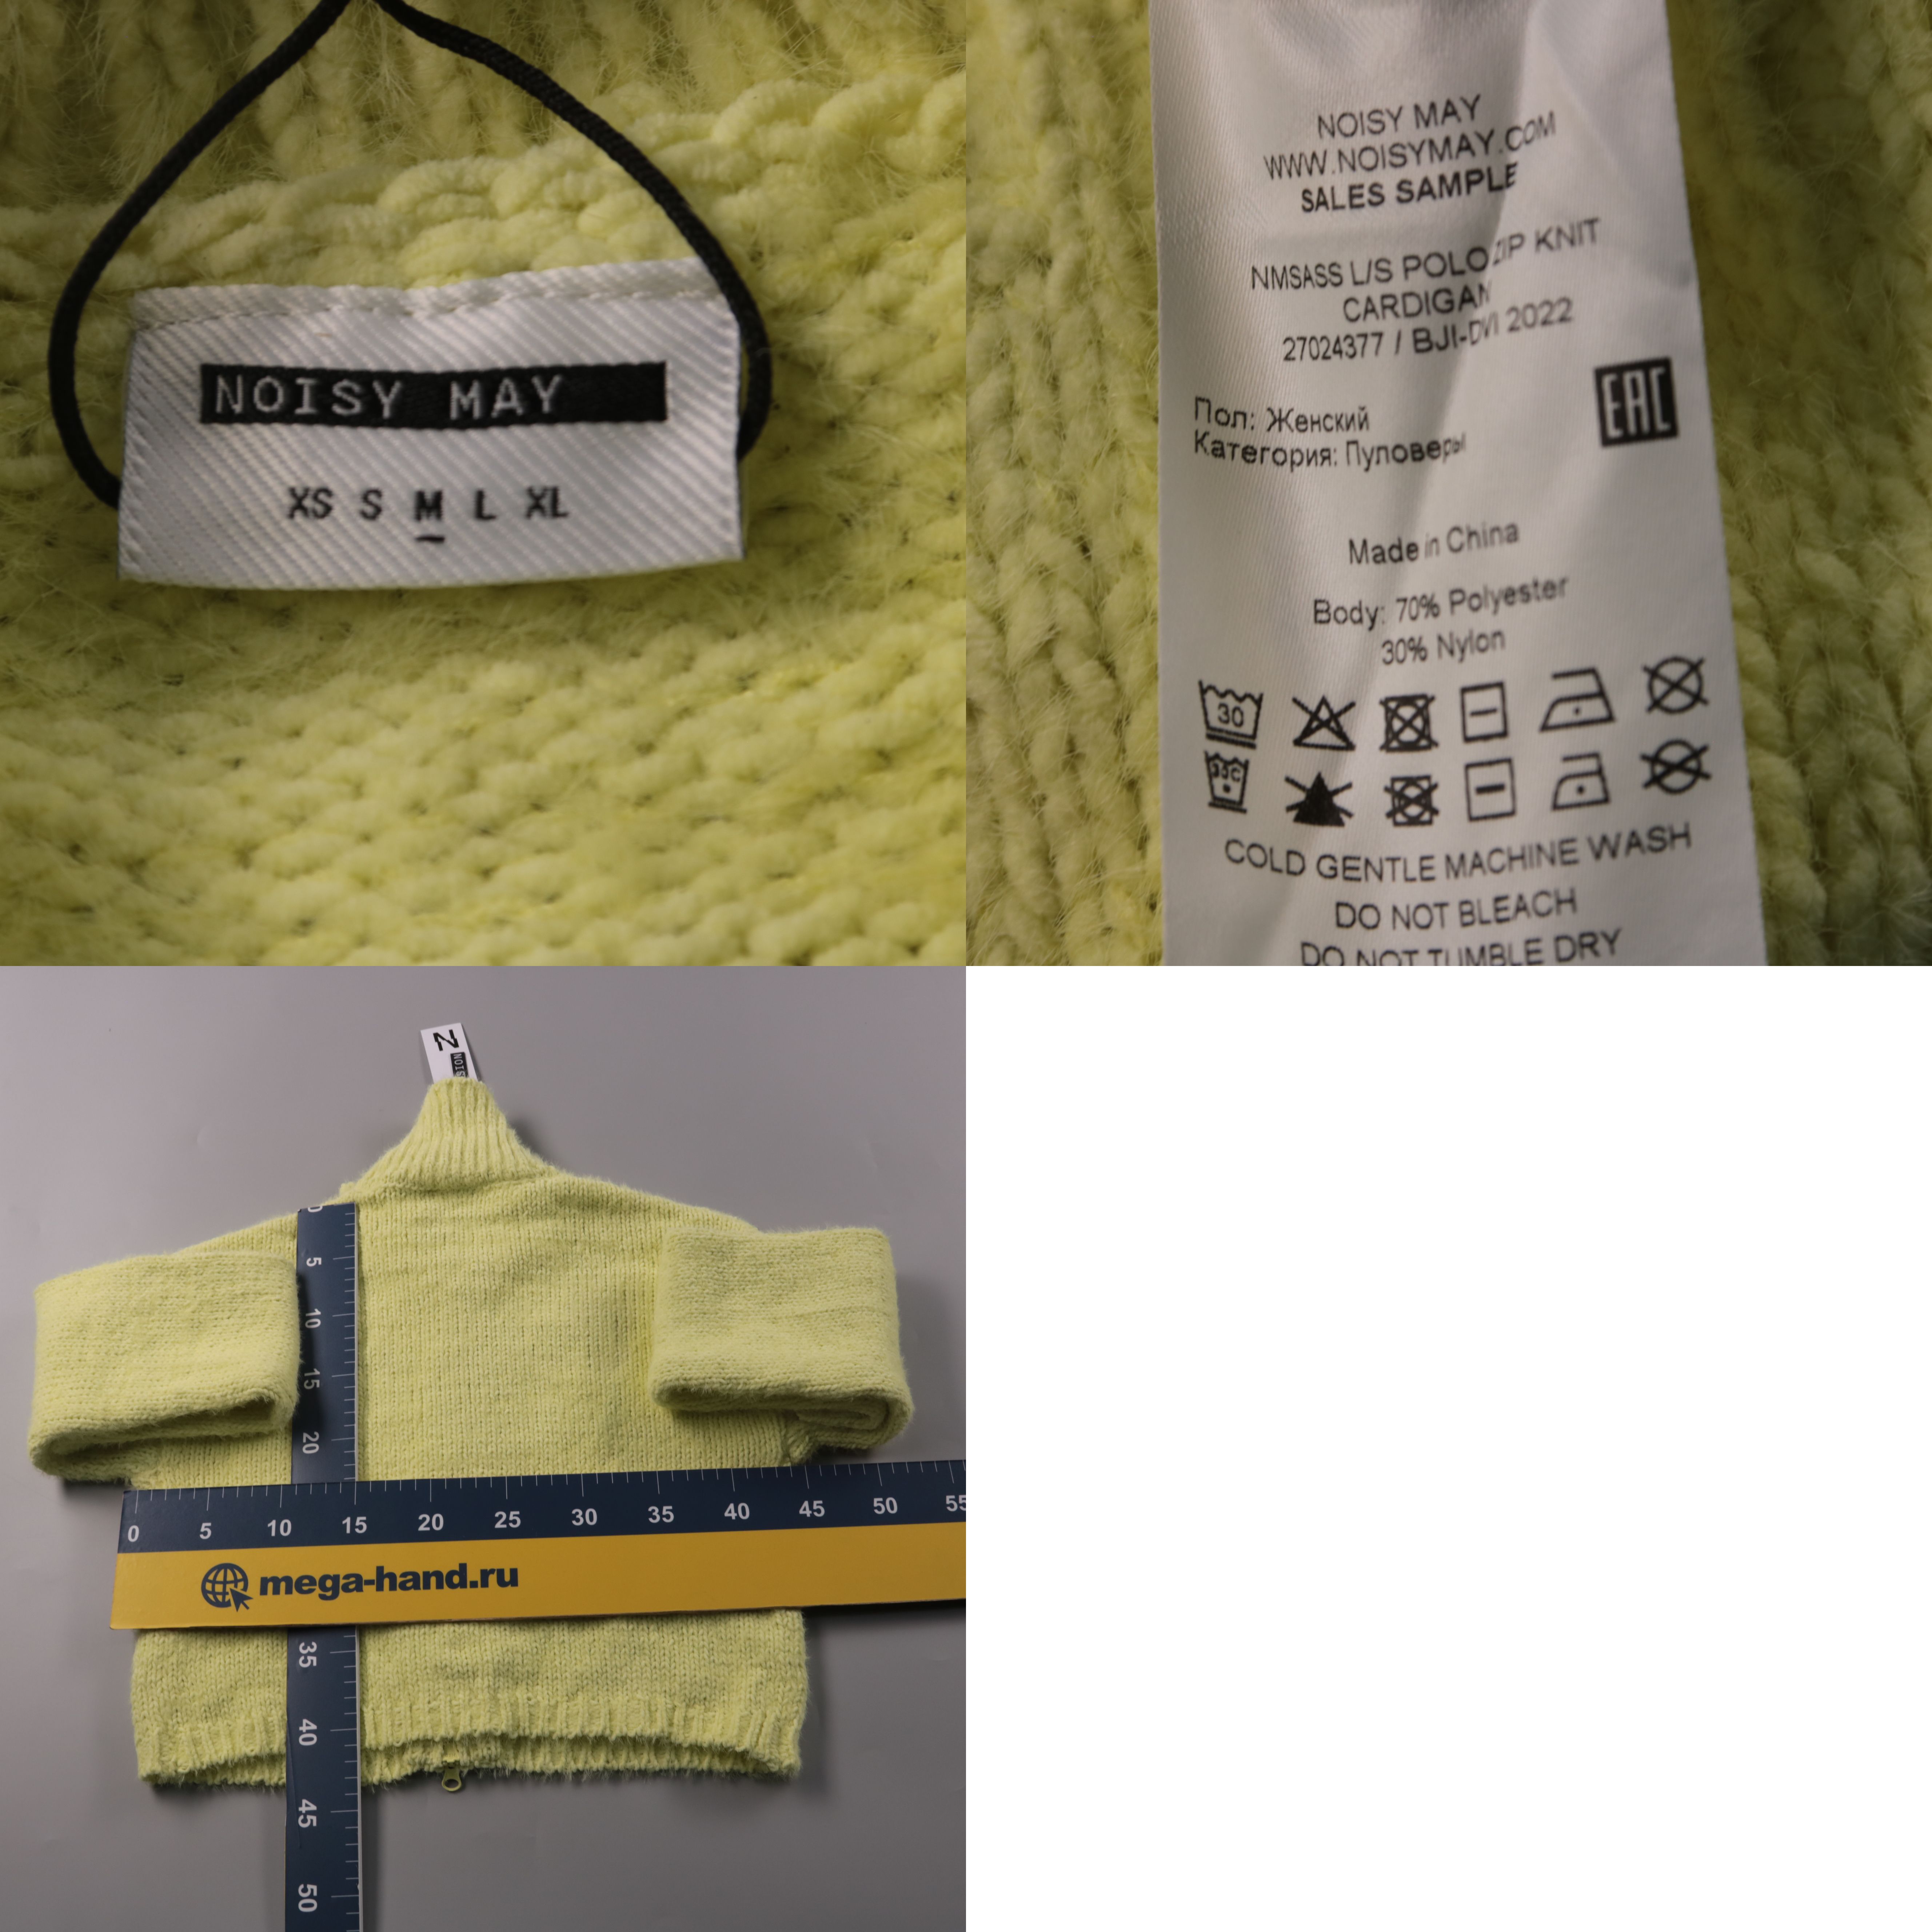 NOISY MAY
XS S M L XL
NOISY MAY
WWW.NOISYMAY.COM
SALES SAMPLE
NMSASS L/S POLO ZIP KNIT
CARDIGAN
27024377 / BJI-DVI 2022
EAC
Пол: Женский
Категория: Пуловеры
Made in China
Body: 70% Polyester
30% Nylon
30
COLD GENTLE MACHINE WASH
DO NOT BLEACH
DO NOT TUMBLE DRY
N
NOIS
0
5
10
15
20
0 5 10 15 20 25 30 35 40 45 50 55
mega-hand.ru
35
40
45
50